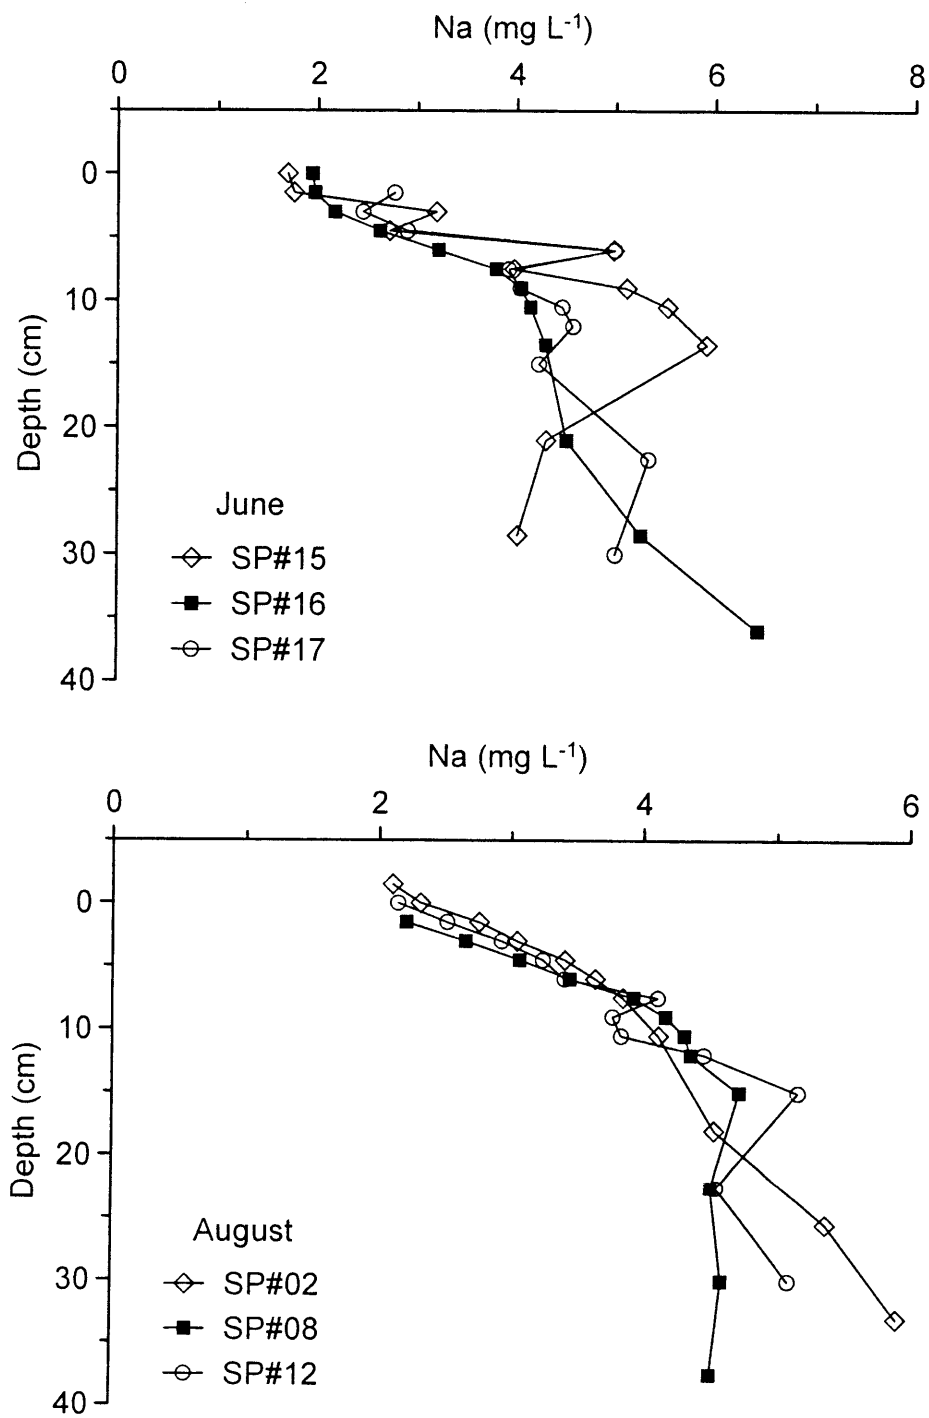 Na (mg L⁻¹)
0 2 4 6 8
0
10
20
30
40
Depth (cm)
June
SP#15
SP#16
SP#17
Na (mg L⁻¹)
0 2 4 6
0
10
20
30
40
Depth (cm)
August
SP#02
SP#08
SP#12